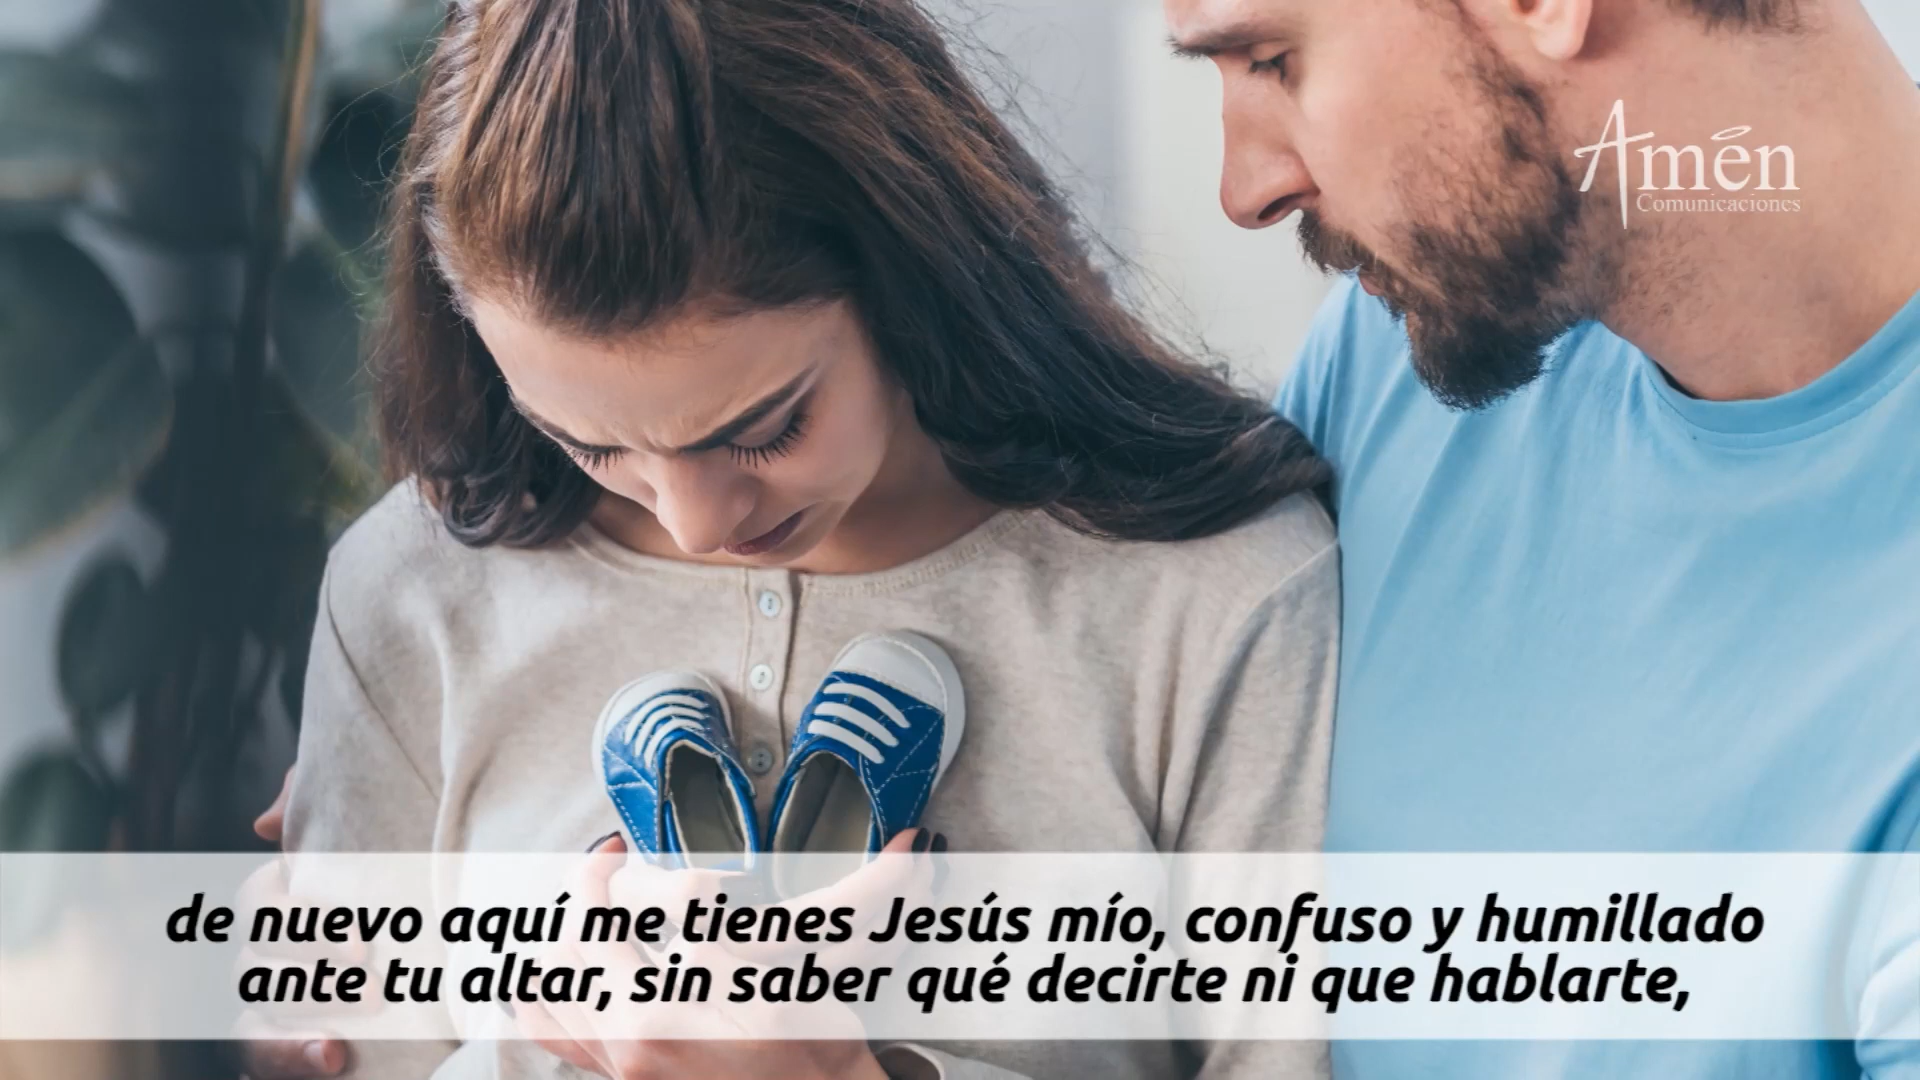 Amén
Comunicaciones
de nuevo aquí me tienes Jesús mío, confuso y humillado
ante tu altar, sin saber qué decirte ni que hablarte,